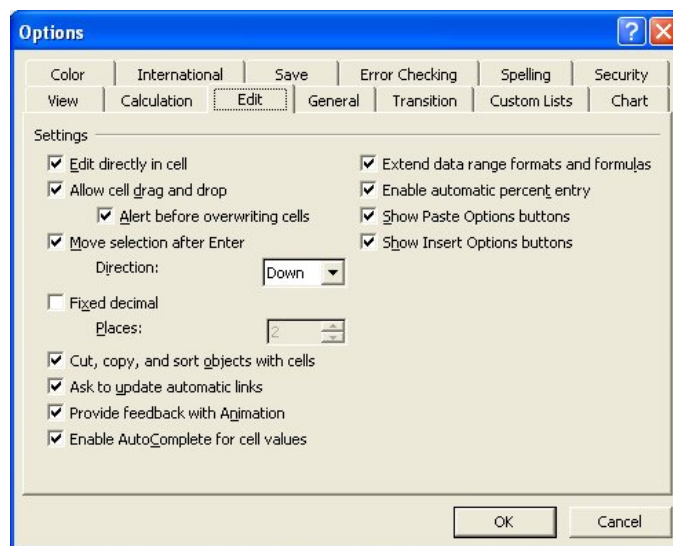 Options
Color International Save Error Checking Spelling Security
View Calculation Edit General Transition Custom Lists Chart
Settings
Edit directly in cell
Allow cell drag and drop
Alert before overwriting cells
Move selection after Enter
Direction: Down
Fixed decimal
Places: 2
Cut, copy, and sort objects with cells
Ask to update automatic links
Provide feedback with Animation
Enable AutoComplete for cell values
Extend data range formats and formulas
Enable automatic percent entry
Show Paste Options buttons
Show Insert Options buttons
OK Cancel